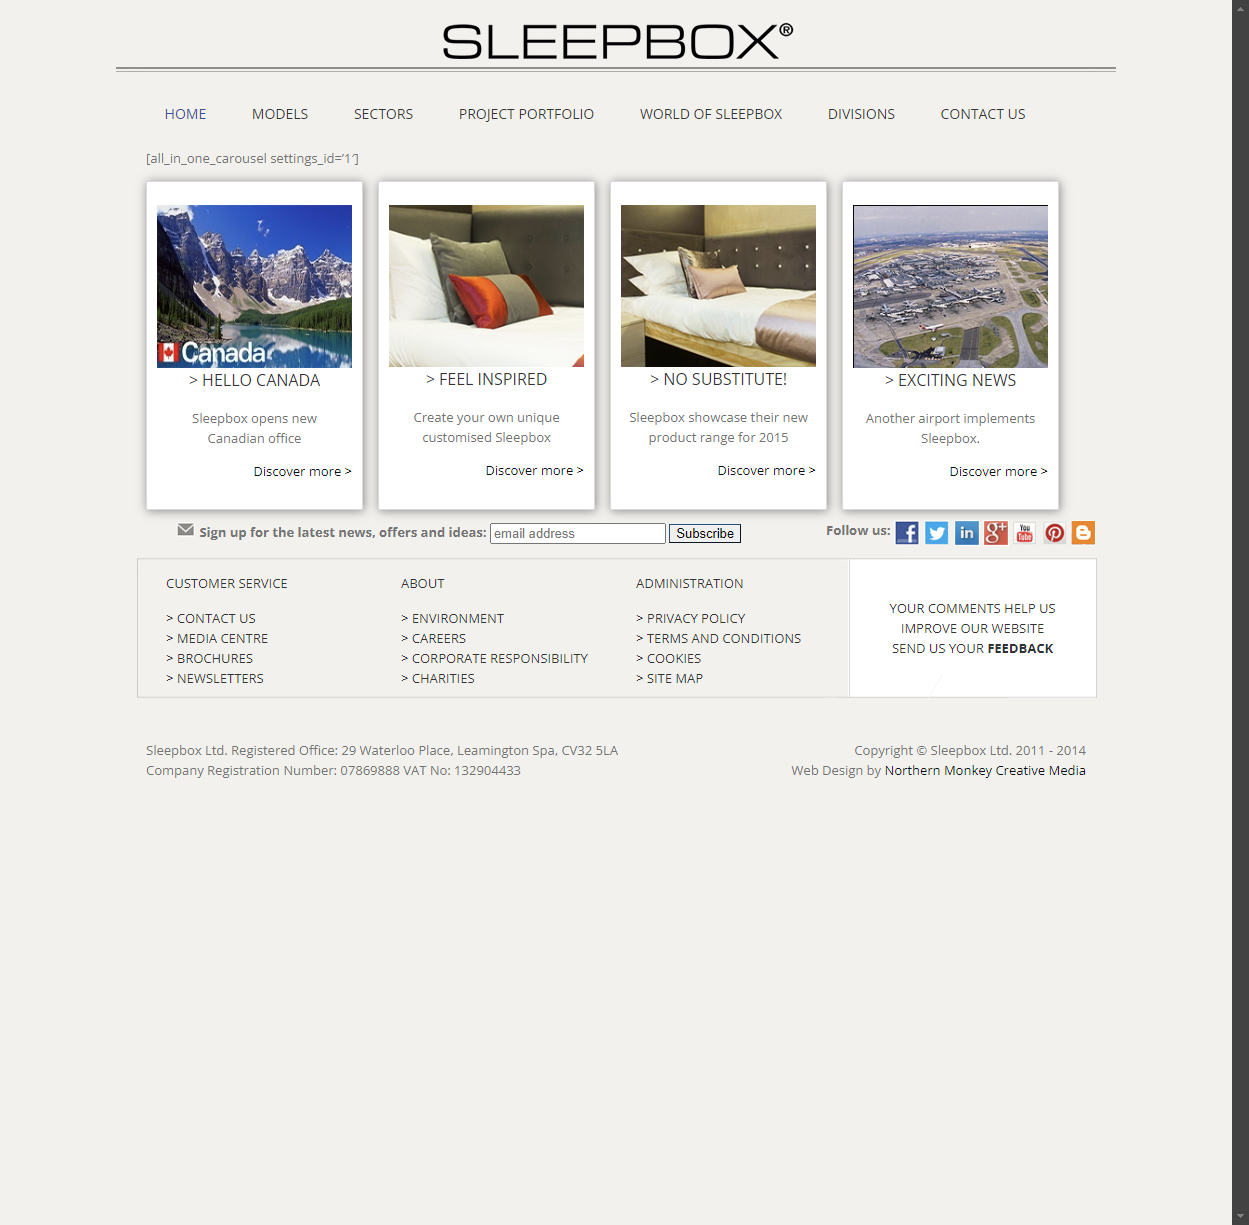 SLEEPBOX®
HOME MODELS SECTORS PROJECT PORTFOLIO WORLD OF SLEEPBOX DIVISIONS CONTACT US
[all_in_one_carousel settings_id=’1′]
Canada
> HELLO CANADA
Sleepbox opens new
Canadian office
Discover more >
> FEEL INSPIRED
Create your own unique
customised Sleepbox
Discover more >
> NO SUBSTITUTE!
Sleepbox showcase their new
product range for 2015
Discover more >
> EXCITING NEWS
Another airport implements
Sleepbox.
Discover more >
Sign up for the latest news, offers and ideas: email address Subscribe
Follow us: f in g+ You Tube
CUSTOMER SERVICE
> CONTACT US
> MEDIA CENTRE
> BROCHURES
> NEWSLETTERS
ABOUT
> ENVIRONMENT
> CAREERS
> CORPORATE RESPONSIBILITY
> CHARITIES
ADMINISTRATION
> PRIVACY POLICY
> TERMS AND CONDITIONS
> COOKIES
> SITE MAP
YOUR COMMENTS HELP US
IMPROVE OUR WEBSITE
SEND US YOUR FEEDBACK
Sleepbox Ltd. Registered Office: 29 Waterloo Place, Leamington Spa, CV32 5LA
Company Registration Number: 07869888 VAT No: 132904433
Copyright © Sleepbox Ltd. 2011 - 2014
Web Design by Northern Monkey Creative Media